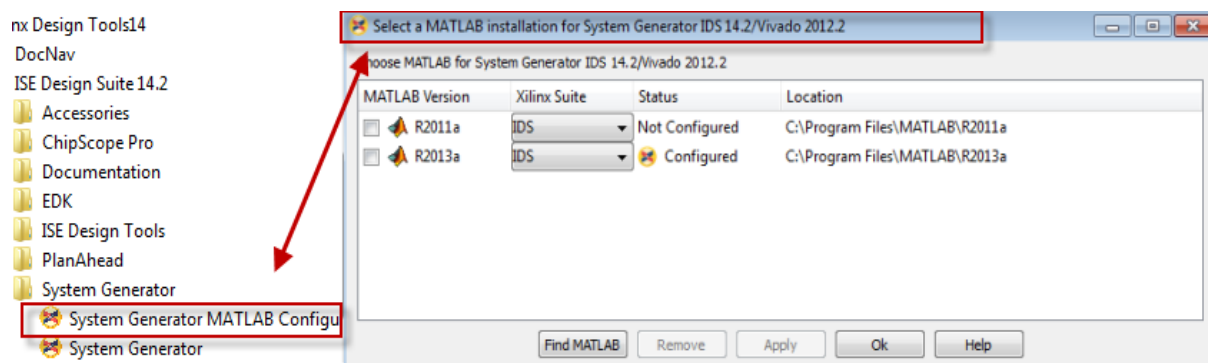 nx Design Tools14
DocNav
ISE Design Suite 14.2
Accessories
ChipScope Pro
Documentation
EDK
ISE Design Tools
PlanAhead
System Generator
System Generator MATLAB Configu
System Generator
Select a MATLAB installation for System Generator IDS 14.2/Vivado 2012.2
hoose MATLAB for System Generator IDS 14.2/Vivado 2012.2
MATLAB Version Xilinx Suite Status Location
R2011a IDS Not Configured C:\Program Files\MATLAB\R2011a
R2013a IDS Configured C:\Program Files\MATLAB\R2013a
Find MATLAB Remove Apply Ok Help